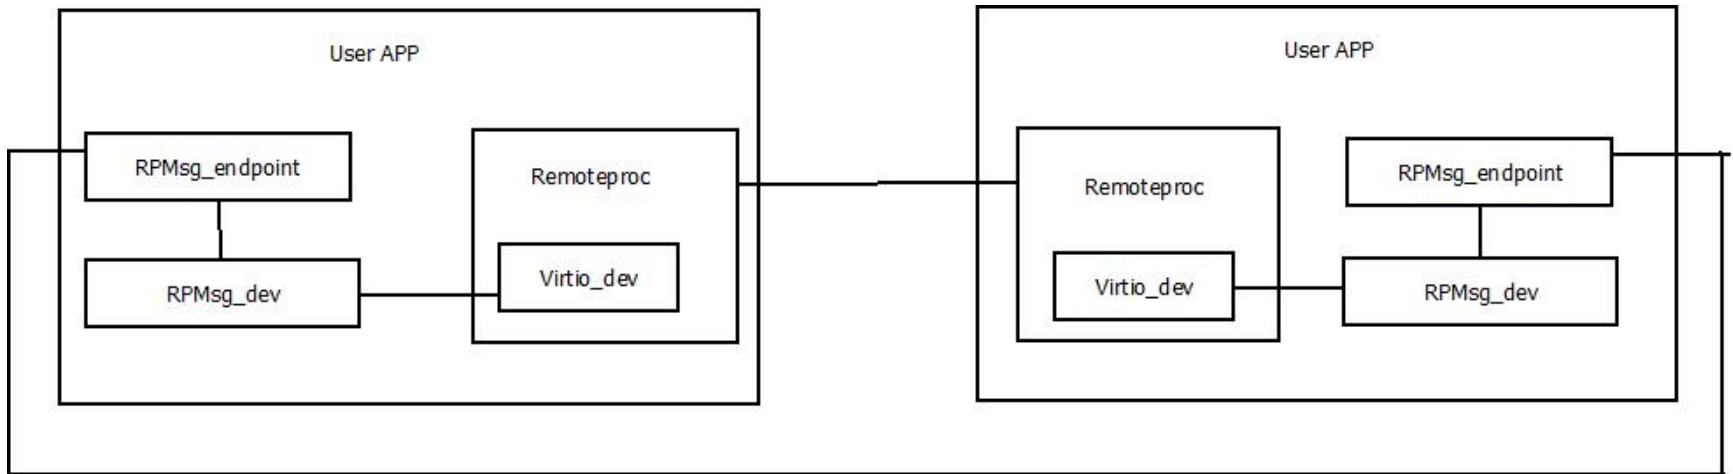 User APP
RPMsg_endpoint
Remoteproc
Virtio_dev
RPMsg_dev
User APP
Remoteproc
RPMsg_endpoint
Virtio_dev
RPMsg_dev